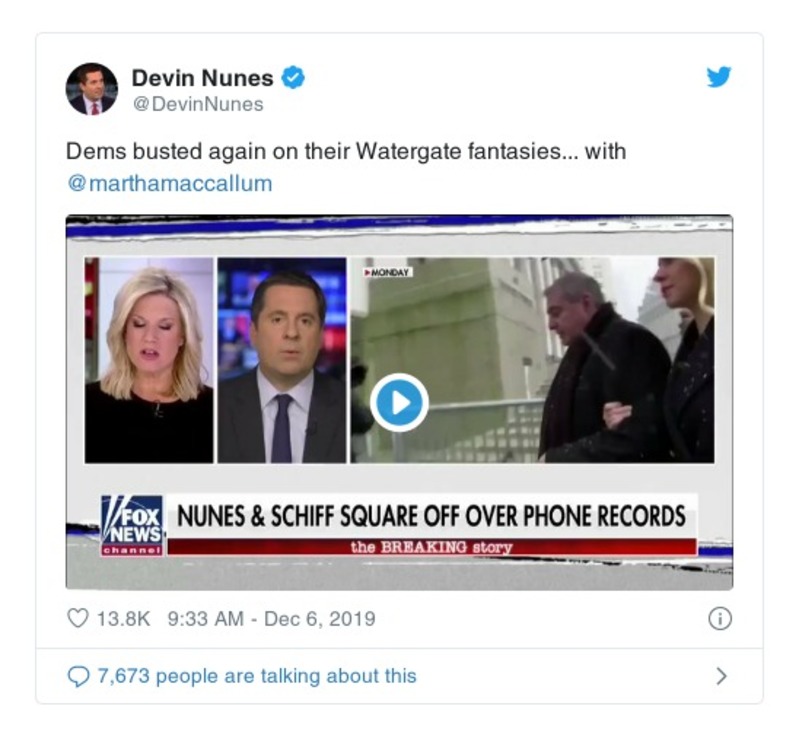 Devin Nunes
@DevinNunes
Dems busted again on their Watergate fantasies... with
@marthamaccallum
MONDAY
FOX
NEWS
channel
NUNES & SCHIFF SQUARE OFF OVER PHONE RECORDS
the BREAKING story
13.8K 9:33 AM - Dec 6, 2019
7,673 people are talking about this